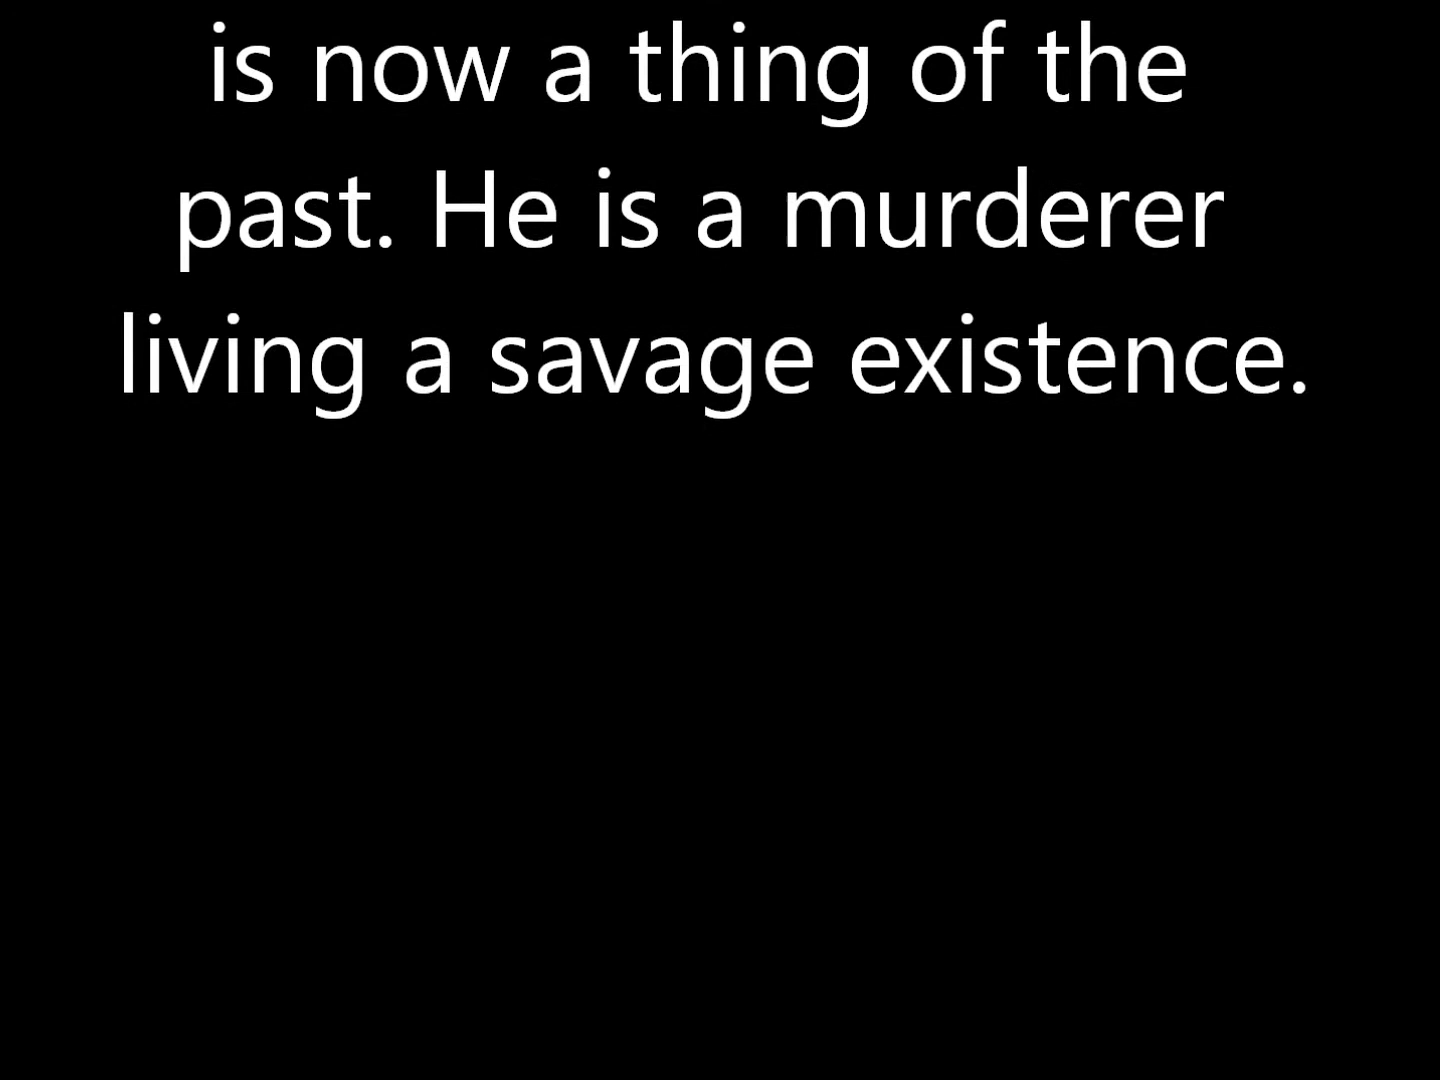 is now a thing of the
past. He is a murderer
living a savage existence.